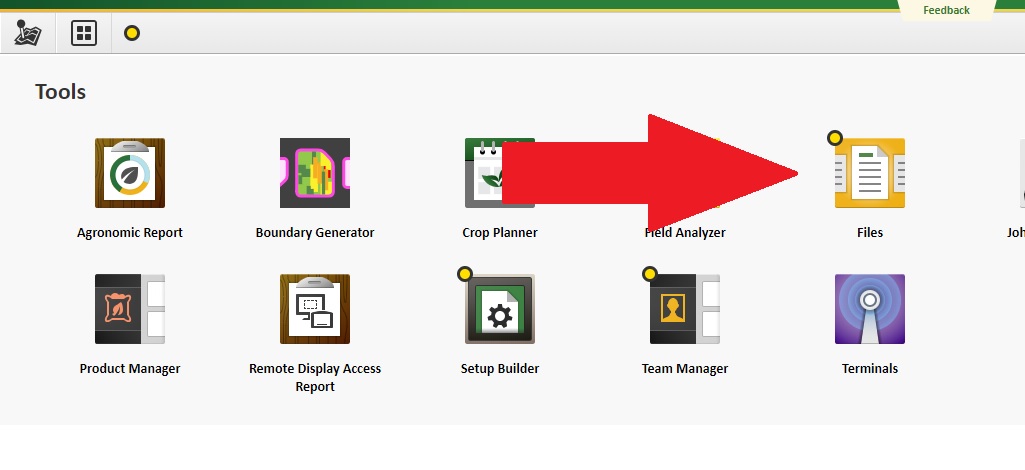 Feedback
Tools
Agronomic Report
Boundary Generator
Crop Planner
Field Analyzer
Files
Joh
Product Manager
Remote Display Access
Report
Setup Builder
Team Manager
Terminals